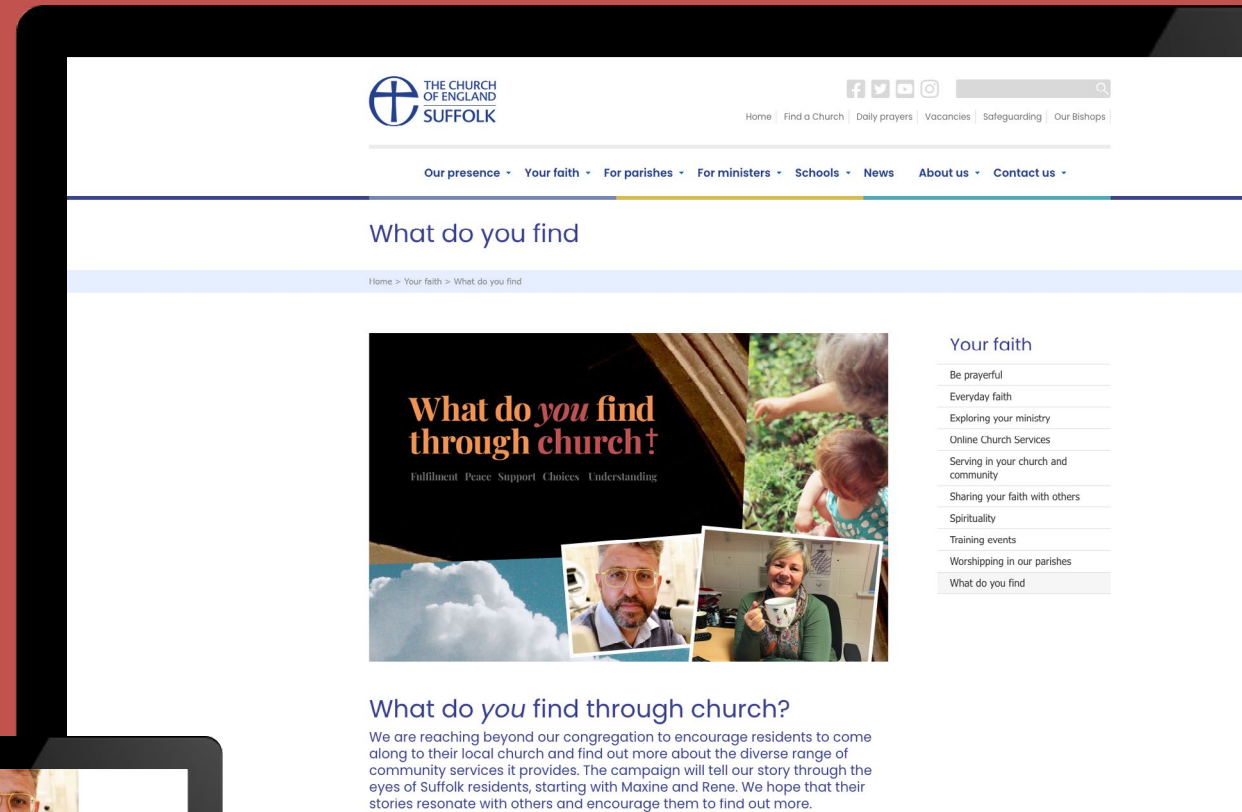 THE CHURCH
OF ENGLAND
SUFFOLK
Home Find a Church Daily prayers Vacancies Safeguarding Our Bishops
Our presence Your faith For parishes For ministers Schools News About us Contact us
What do you find
Home > Your faith > What do you find
What do you find
through church†
Fulfilment Peace Support Choices Understanding
Your faith
Be prayerful
Everyday faith
Exploring your ministry
Online Church Services
Serving in your church and
community
Sharing your faith with others
Spirituality
Training events
Worshipping in our parishes
What do you find
What do you find through church?
We are reaching beyond our congregation to encourage residents to come
along to their local church and find out more about the diverse range of
community services it provides. The campaign will tell our story through the
eyes of Suffolk residents, starting with Maxine and Rene. We hope that their
stories resonate with others and encourage them to find out more.